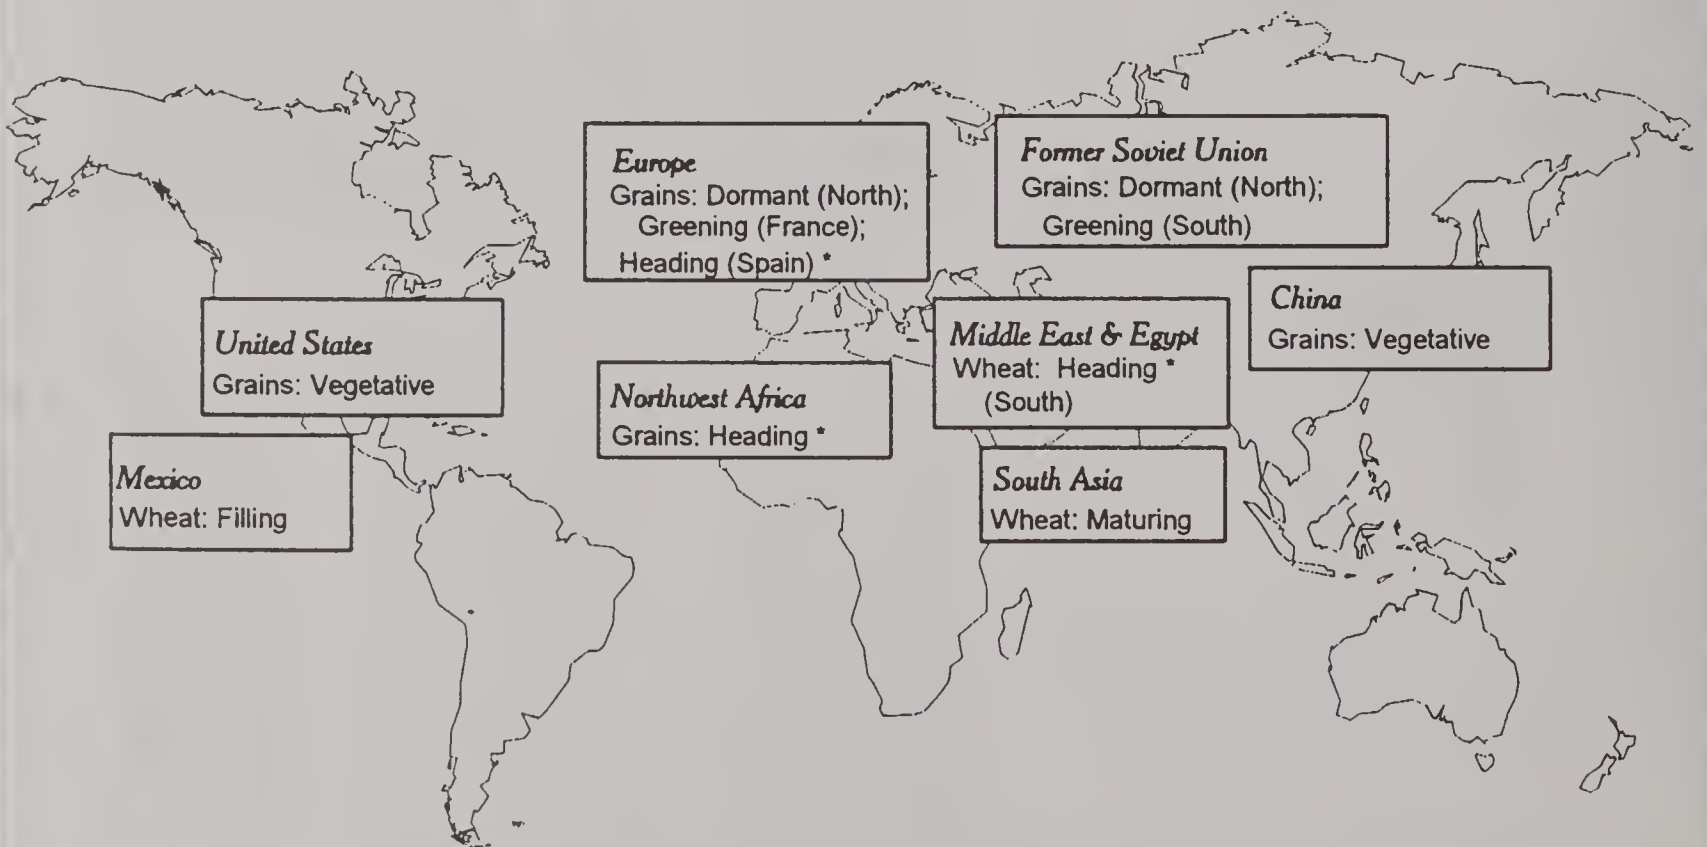 Europe
Grains: Dormant (North);
Greening (France);
Heading (Spain) *
Former Soviet Union
Grains: Dormant (North);
Greening (South)
China
Grains: Vegetative
United States
Grains: Vegetative
Middle East & Egypt
Wheat: Heading *
(South)
Northwest Africa
Grains: Heading *
Mexico
Wheat: Filling
South Asia
Wheat: Maturing